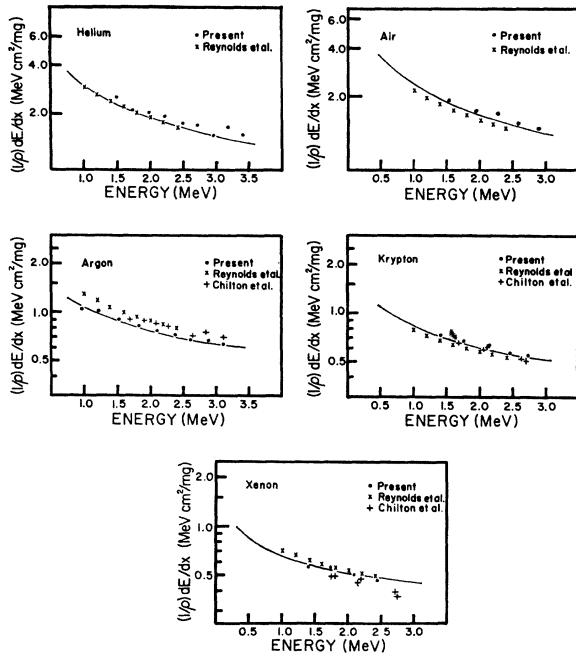 Helium
• Present
x Reynolds et al.
6.0
4.0
2.0
(I/ρ) dE/dx (MeV cm²/mg)
1.0 1.5 2.0 2.5 3.0 3.5
ENERGY (MeV)
Air
• Present
x Reynolds et al.
6.0
4.0
2.0
(I/ρ) dE/dx (MeV cm²/mg)
0.5 1.0 1.5 2.0 2.5 3.0
ENERGY (MeV)
Argon
• Present
x Reynolds et al
+ Chilton et al.
2.0
1.0
0.5
(I/ρ) dE/dx (MeV cm²/mg)
1.0 1.5 2.0 2.5 3.0 3.5
ENERGY (MeV)
Krypton
• Present
x Reynolds et al
+ Chilton et al.
2.0
1.0
0.5
(I/ρ) dE/dx (MeV cm²/mg)
0.5 1.0 1.5 2.0 2.5 3.0
ENERGY (MeV)
Xenon
• Present
x Reynolds et al.
+ Chilton et al.
2.0
1.0
0.5
(I/ρ) dE/dx (MeV cm²/mg)
0.5 1.0 1.5 2.0 2.5 3.0
ENERGY (MeV)